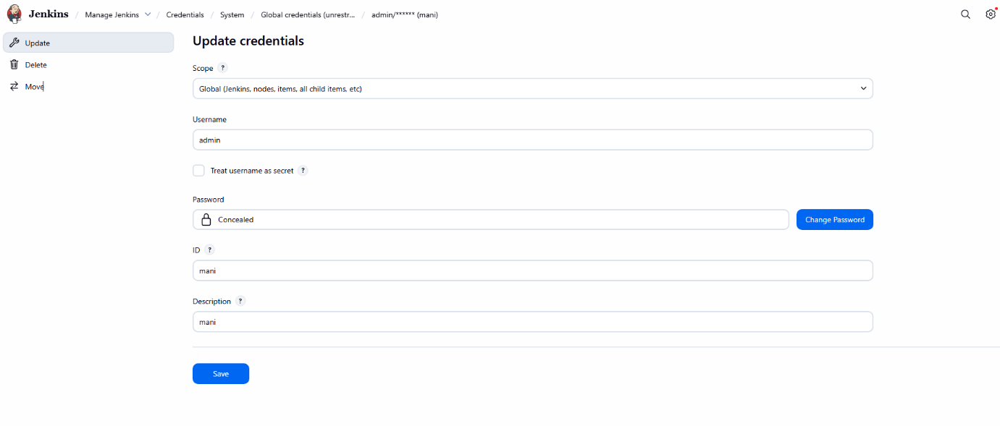 Jenkins / Manage Jenkins / Credentials / System / Global credentials (unrestr... / admin/****** (mani)
Update
Delete
Move
Update credentials
Scope ?
Global (Jenkins, nodes, items, all child items, etc)
Username
admin
Treat username as secret ?
Password
Concealed
Change Password
ID ?
mani
Description ?
mani
Save